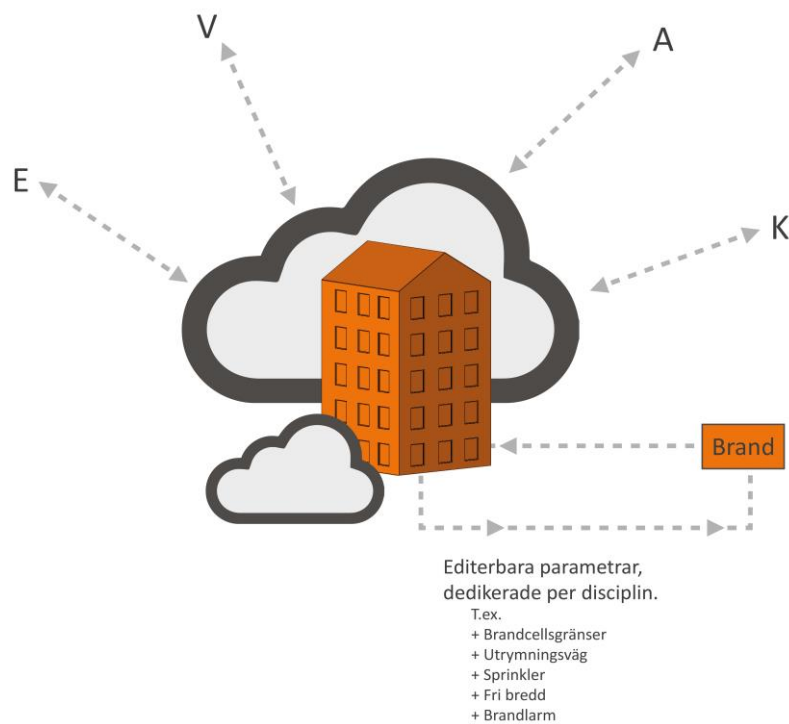 V
A
E
K
Brand
Editerbara parametrar,
dedikerade per disciplin.
T.ex.
+ Brandcellsgränser
+ Utrymningsväg
+ Sprinkler
+ Fri bredd
+ Brandlarm